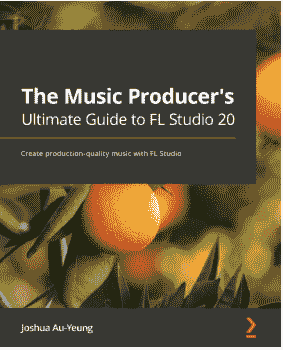 The Music Producer's
Ultimate Guide to FL Studio 20
Create production-quality music with FL Studio
Joshua Au-Yeung